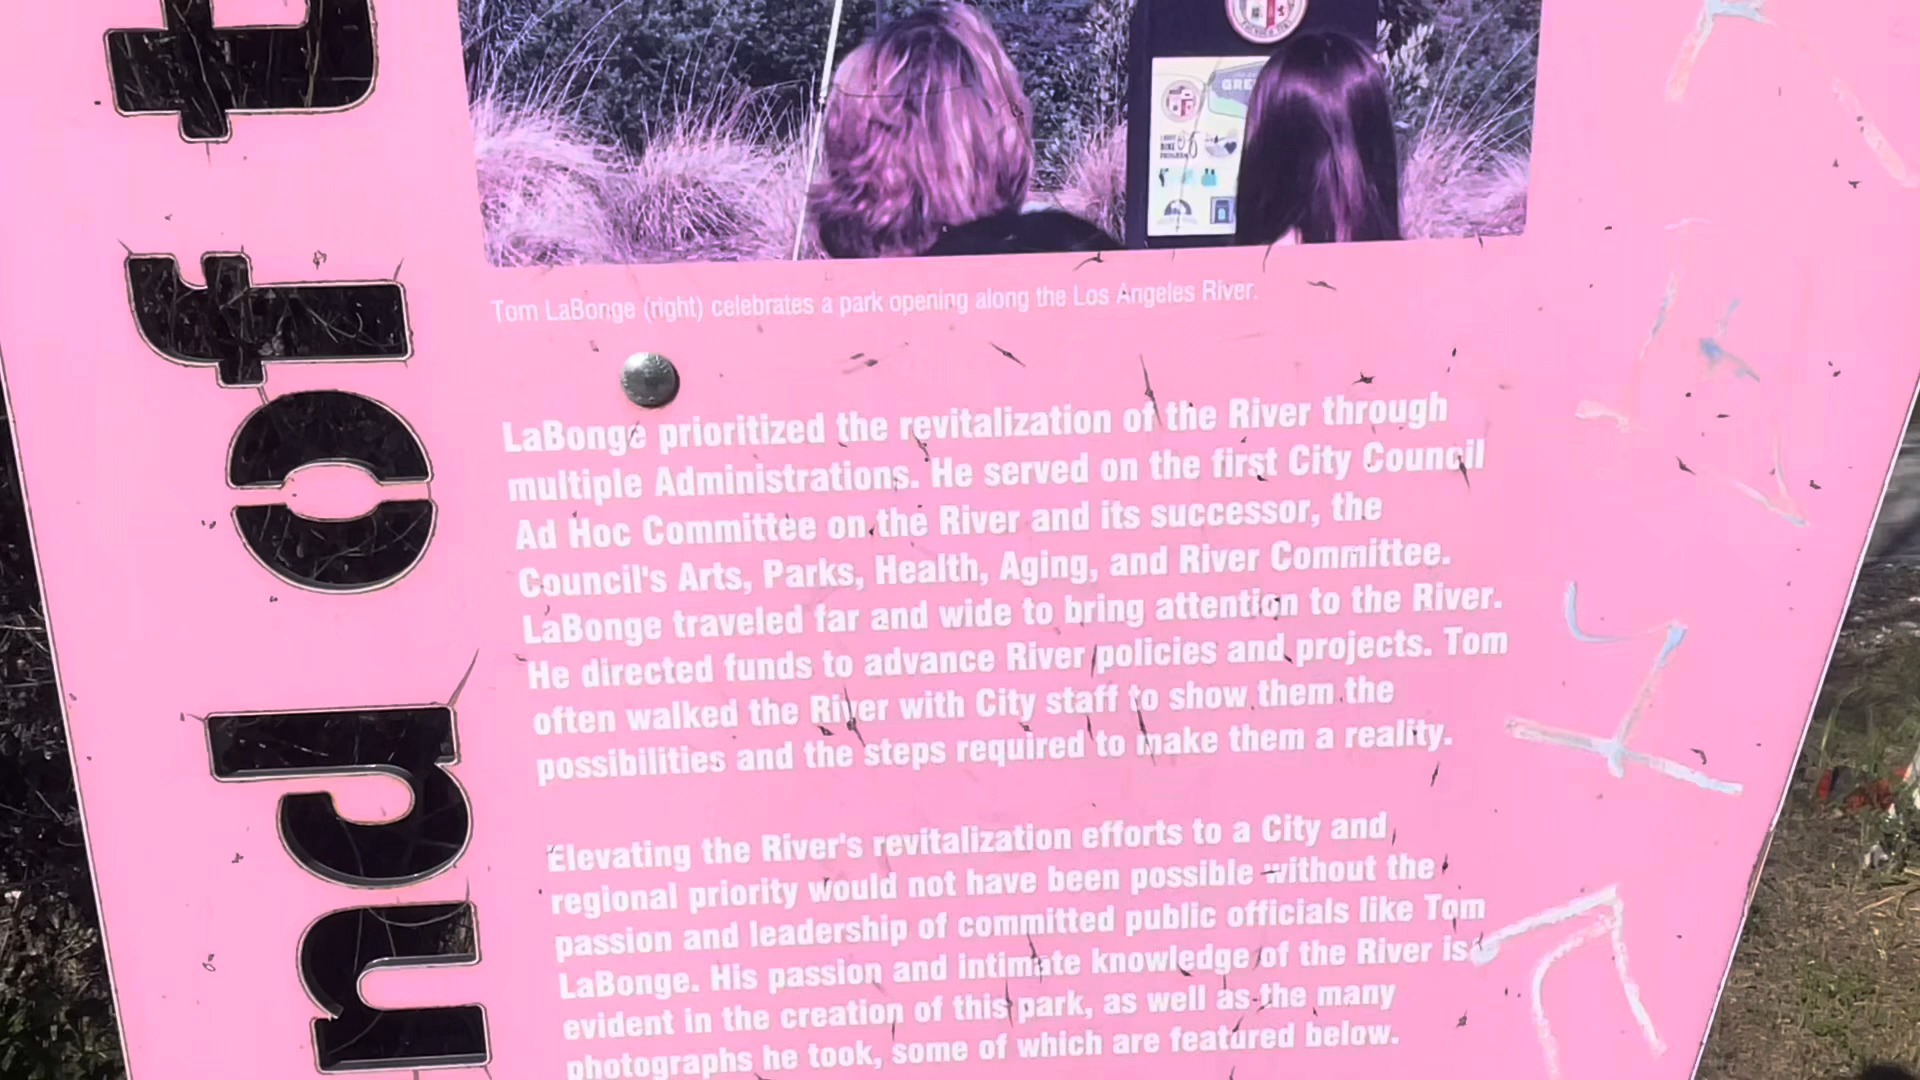 GRE
Tom LaBonge (right) celebrates a park opening along the Los Angeles River.
LaBonge prioritized the revitalization of the River through
multiple Administrations. He served on the first City Council
Ad Hoc Committee on the River and its successor, the
Council's Arts, Parks, Health, Aging, and River Committee.
LaBonge traveled far and wide to bring attention to the River.
He directed funds to advance River policies and projects. Tom
often walked the River with City staff to show them the
possibilities and the steps required to make them a reality.
Elevating the River's revitalization efforts to a City and
regional priority would not have been possible without the
passion and leadership of committed public officials like Tom
LaBonge. His passion and intimate knowledge of the River is
evident in the creation of this park, as well as the many
photographs he took, some of which are featured below.